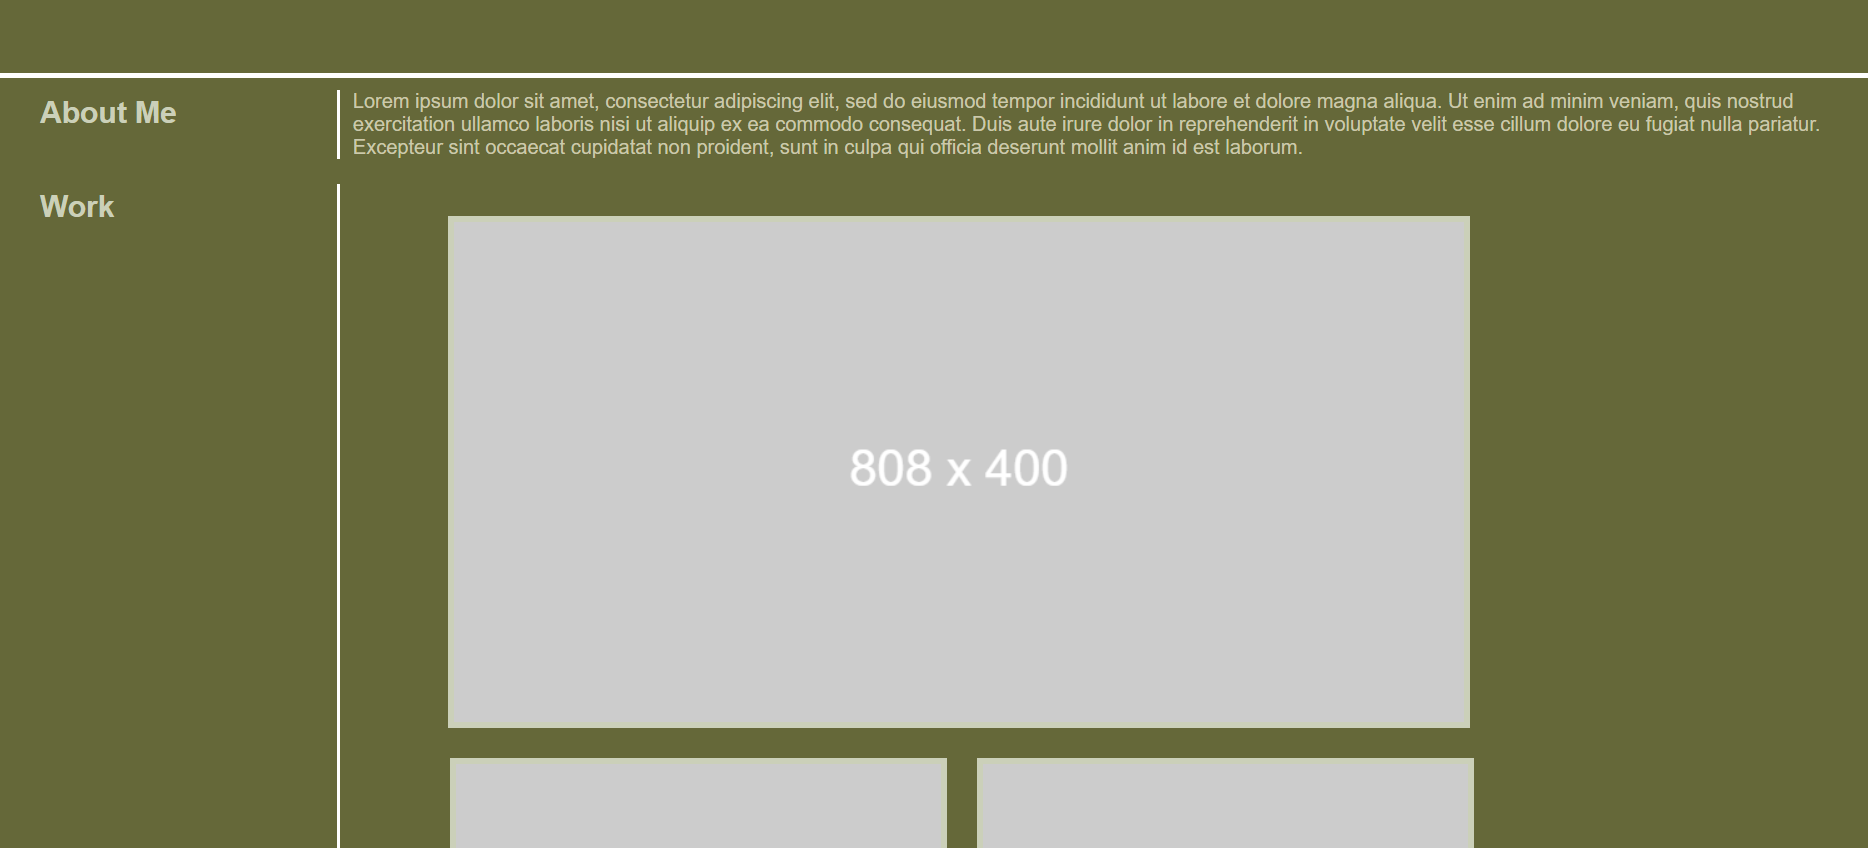 About Me
Lorem ipsum dolor sit amet, consectetur adipiscing elit, sed do eiusmod tempor incididunt ut labore et dolore magna aliqua. Ut enim ad minim veniam, quis nostrud
exercitation ullamco laboris nisi ut aliquip ex ea commodo consequat. Duis aute irure dolor in reprehenderit in voluptate velit esse cillum dolore eu fugiat nulla pariatur.
Excepteur sint occaecat cupidatat non proident, sunt in culpa qui officia deserunt mollit anim id est laborum.
Work
808 x 400